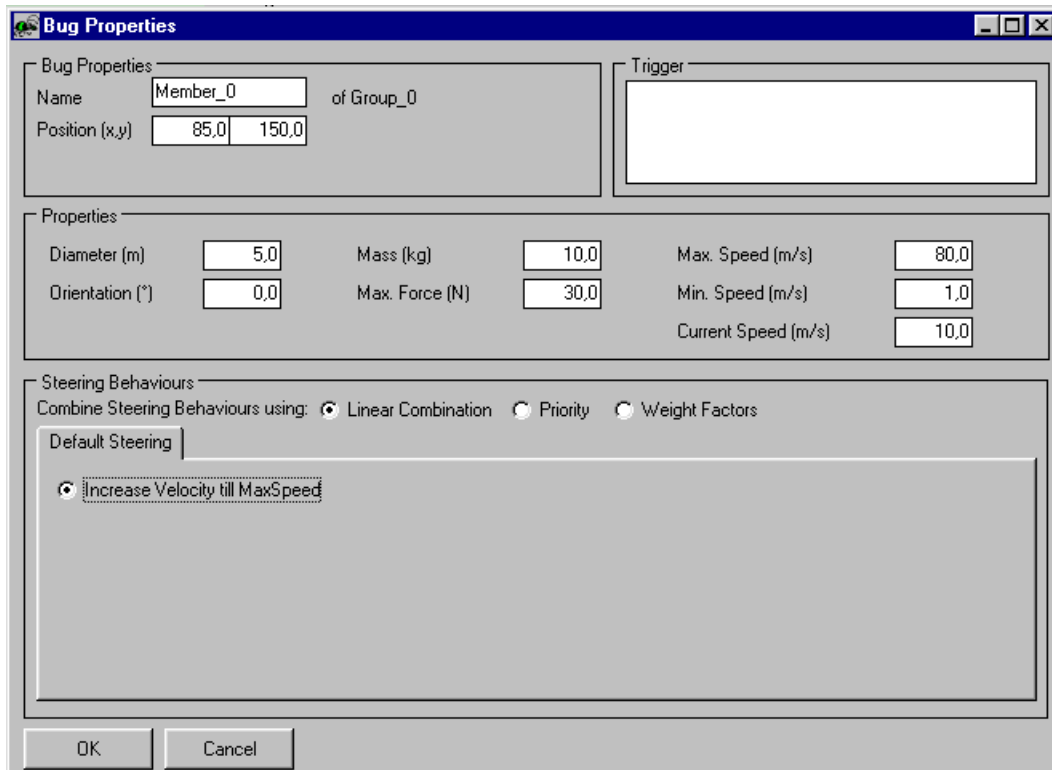 Bug Properties
Bug Properties
Name Member_0 of Group_0
Position (x,y) 85,0 150,0
Trigger
Properties
Diameter (m) 5,0 Mass (kg) 10,0 Max. Speed (m/s) 80,0
Orientation (°) 0,0 Max. Force (N) 30,0 Min. Speed (m/s) 1,0
Current Speed (m/s) 10,0
Steering Behaviours
Combine Steering Behaviours using: Linear Combination Priority Weight Factors
Default Steering
Increase Velocity till MaxSpeed
OK Cancel